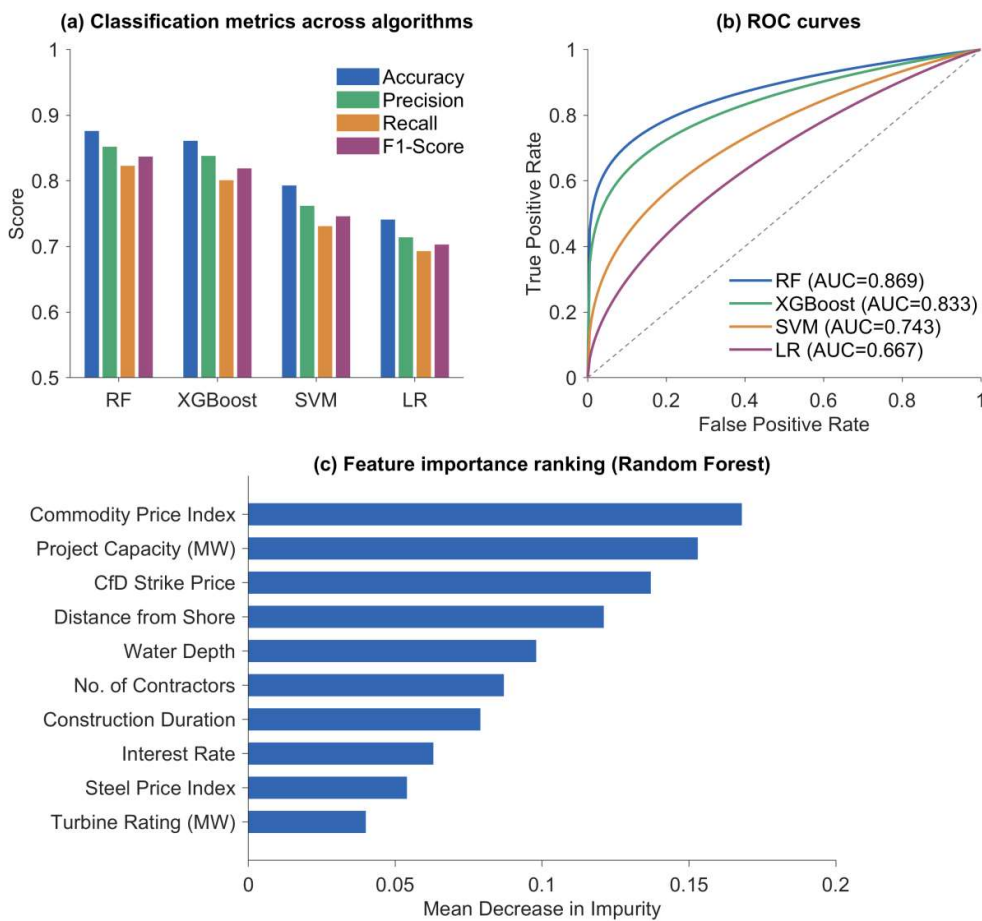 (a) Classification metrics across algorithms
1
0.9
0.8
0.7
0.6
0.5
Score
Accuracy
Precision
Recall
F1-Score
RF XGBoost SVM LR
(b) ROC curves
1
0.8
0.6
0.4
0.2
0
True Positive Rate
RF (AUC=0.869)
XGBoost (AUC=0.833)
SVM (AUC=0.743)
LR (AUC=0.667)
0 0.2 0.4 0.6 0.8 1
False Positive Rate
(c) Feature importance ranking (Random Forest)
Commodity Price Index
Project Capacity (MW)
CfD Strike Price
Distance from Shore
Water Depth
No. of Contractors
Construction Duration
Interest Rate
Steel Price Index
Turbine Rating (MW)
0 0.05 0.1 0.15 0.2
Mean Decrease in Impurity